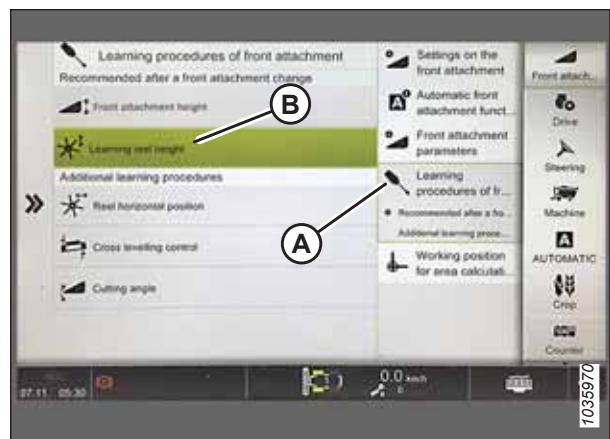 Learning procedures of front attachment
Recommended after a front attachment change
Front attachment height
Learning reel height
Additional learning procedures
Reel horizontal position
Cross levelling control
Cutting angle
B
A
Settings on the
front attachment
Automatic front
attachment funct...
Front attachment
parameters
Learning
procedures of fr...
Recommended after a fro...
Additional learning proce...
Working position
for area calculati...
Front attach...
Drive
Steering
Machine
A
AUTOMATIC
Crop
Counter
07.11 05:30
0.0 km/h
0
1035970